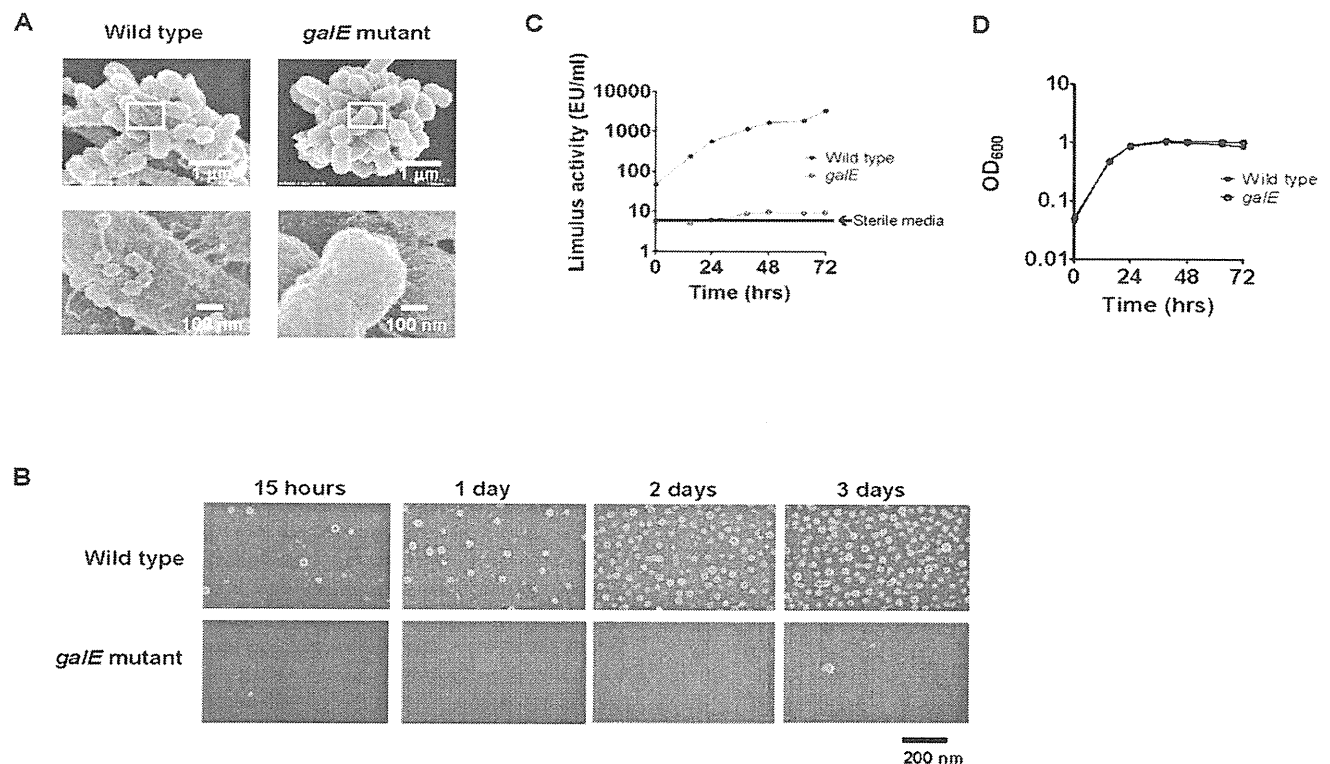 A
Wild type
galE mutant
1 µm
1 µm
100 nm
100 nm
C
Limulus activity (EU/ml)
10000
1000
100
10
1
0
24
48
72
Time (hrs)
Wild type
galE
Sterile media
D
OD600
10
1
0.1
0.01
0
24
48
72
Time (hrs)
Wild type
galE
B
15 hours
1 day
2 days
3 days
Wild type
galE mutant
200 nm